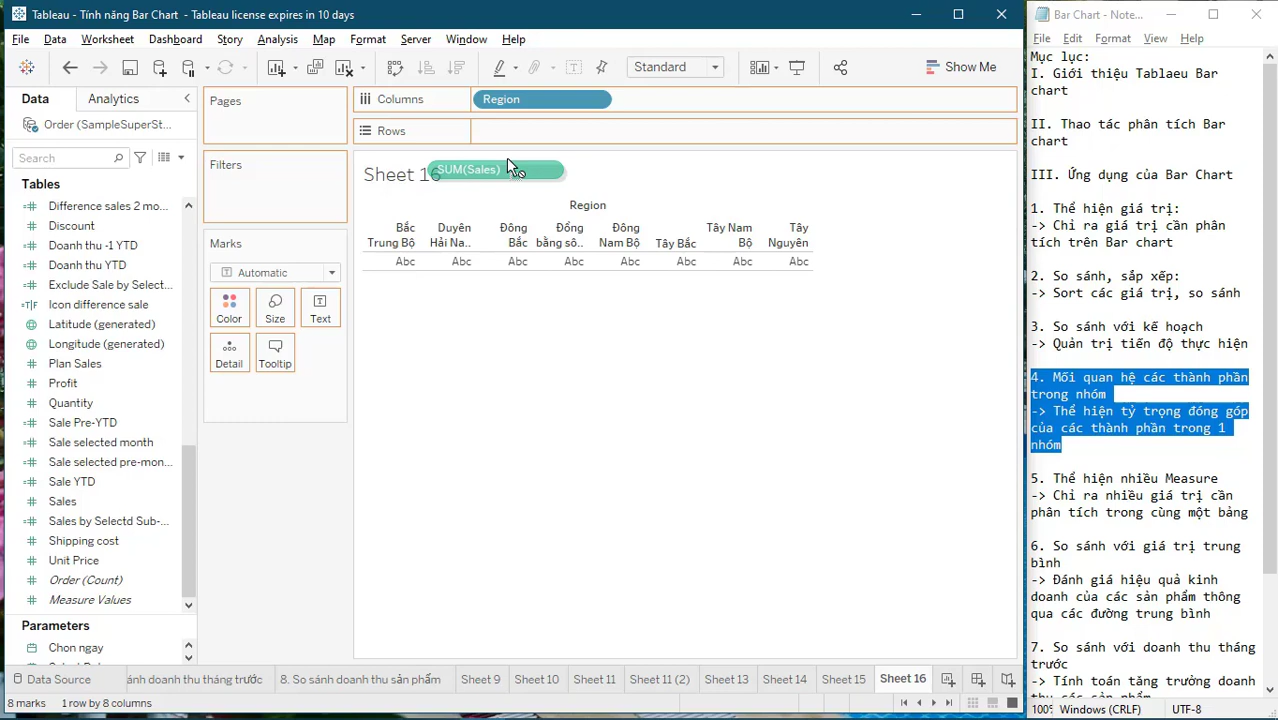 Tableau - Tính năng Bar Chart - Tableau license expires in 10 days
File Data Worksheet Dashboard Story Analysis Format Server Window Help
Standard
Show Me
Data Analytics
Order (SampleSuperSt...
Search
Tables
Difference sales 2 mo...
Discount
Doanh thu -1 YTD
Doanh thu YTD
Exclude Sale by Select...
Icon difference sale
Latitude (generated)
Longitude (generated)
Plan Sales
Profit
Quantity
Sale Pre-YTD
Sale selected month
Sale selected pre-mon...
Sale YTD
Sales
Sales by Selectd Sub-...
Shipping cost
Unit Price
Order (Count)
Measure Values
Parameters
Chon ngay
Pages
Filters
Marks
Automatic
Color Size Text
Detail Tooltip
Columns Region
Rows
Sheet 16
SUM(Sales)
Region
Bắc Trung Bộ
Duyên Hải Na..
Đông Bắc
Đồng bằng sô..
Đông Nam Bộ
Tây Bắc
Tây Nam Bộ
Tây Nguyên
Abc Abc Abc Abc Abc Abc Abc Abc
Data Source
ánh doanh thu tháng trước
8. So sánh doanh thu sản phẩm
Sheet 9 Sheet 10 Sheet 11 Sheet 11 (2) Sheet 13 Sheet 14 Sheet 15 Sheet 16
8 marks 1 row by 8 columns
Bar Chart - Note...
File Edit Format View Help
Mục lục:
I. Giới thiệu Tablaeu Bar
chart
II. Thao tác phân tích Bar
chart
III. Ứng dụng của Bar Chart
1. Thể hiện giá trị:
-> Chỉ ra giá trị cần phân
tích trên Bar chart
2. So sánh, sắp xếp:
-> Sort các giá trị, so sánh
3. So sánh với kế hoạch
-> Quản trị tiến độ thực hiện
4. Mối quan hệ các thành phần
trong nhóm
-> Thể hiện tỷ trọng đóng góp
của các thành phần trong 1
nhóm
5. Thể hiện nhiều Measure
-> Chỉ ra nhiều giá trị cần
phân tích trong cùng một bảng
6. So sánh với giá trị trung
bình
-> Đánh giá hiệu quả kinh
doanh của các sản phẩm thông
qua các đường trung bình
7. So sánh với doanh thu tháng
trước
-> Tính toán tăng trưởng doanh
thu các sản phẩm
Windows (CRLF) UTF-8